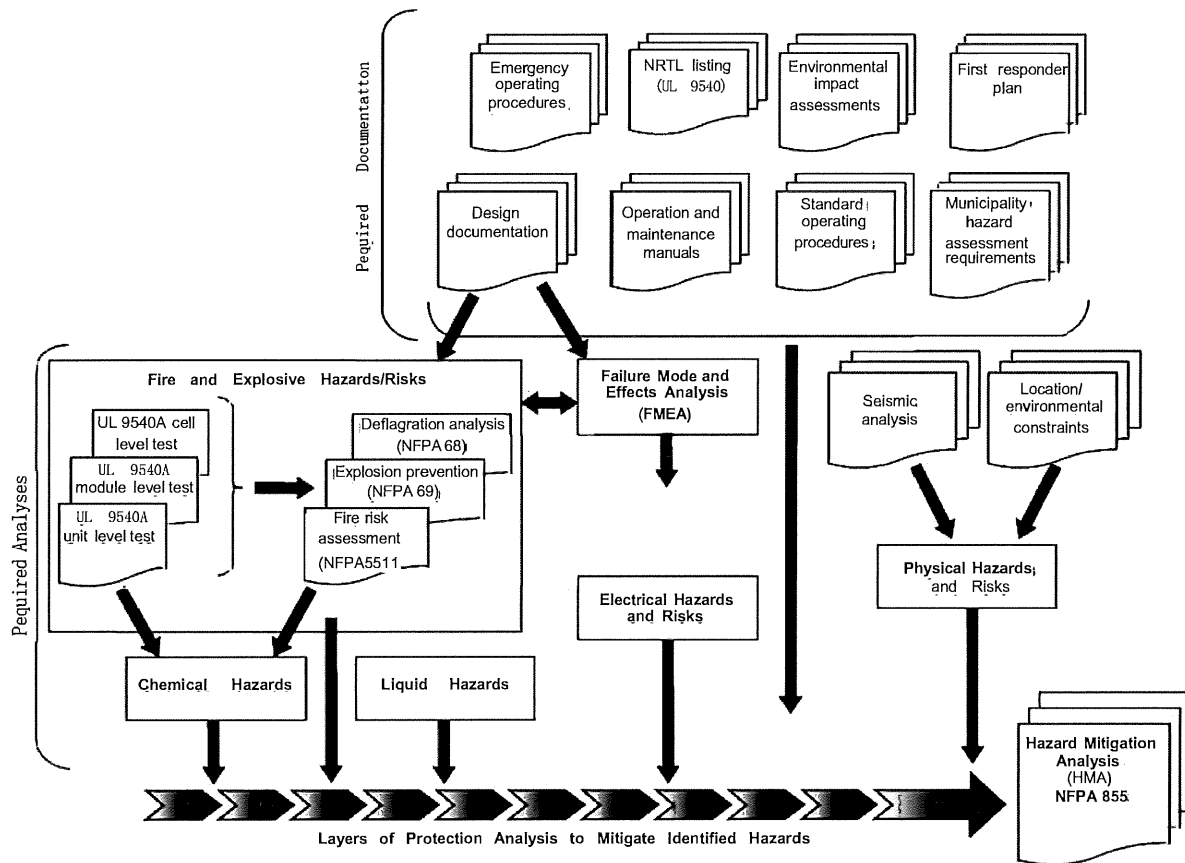 Pequired Documentaton
Emergency
operating
procedures,
NRTL listing
(UL 9540)
Environmental
impact
assessments
First responder
plan
Design
documentation
Operation and
maintenance
manuals
Standard
operating
procedures;
Municipality
hazard
assessment
requirements
Pequired Analyses
Fire and Explosive Hazards/Risks
UL 9540A cell
level test
UL 9540A
module level test
UL 9540A
unit level test
Deflagration analysis
(NFPA 68)
Explosion prevention
(NFPA 69)
Fire risk
assessment
(NFPA5511
Failure Mode and
Effects Analysis
(FMEA)
Seismic
analysis
Location/
environmental
constraints
Electrical Hazards
and Risks
Physical Hazards;
and Risks
Chemical Hazards
Liquid Hazards
Hazard Mitigation
Analysis
(HMA)
NFPA 855
Layers of Protection Analysis to Mitigate Identified Hazards